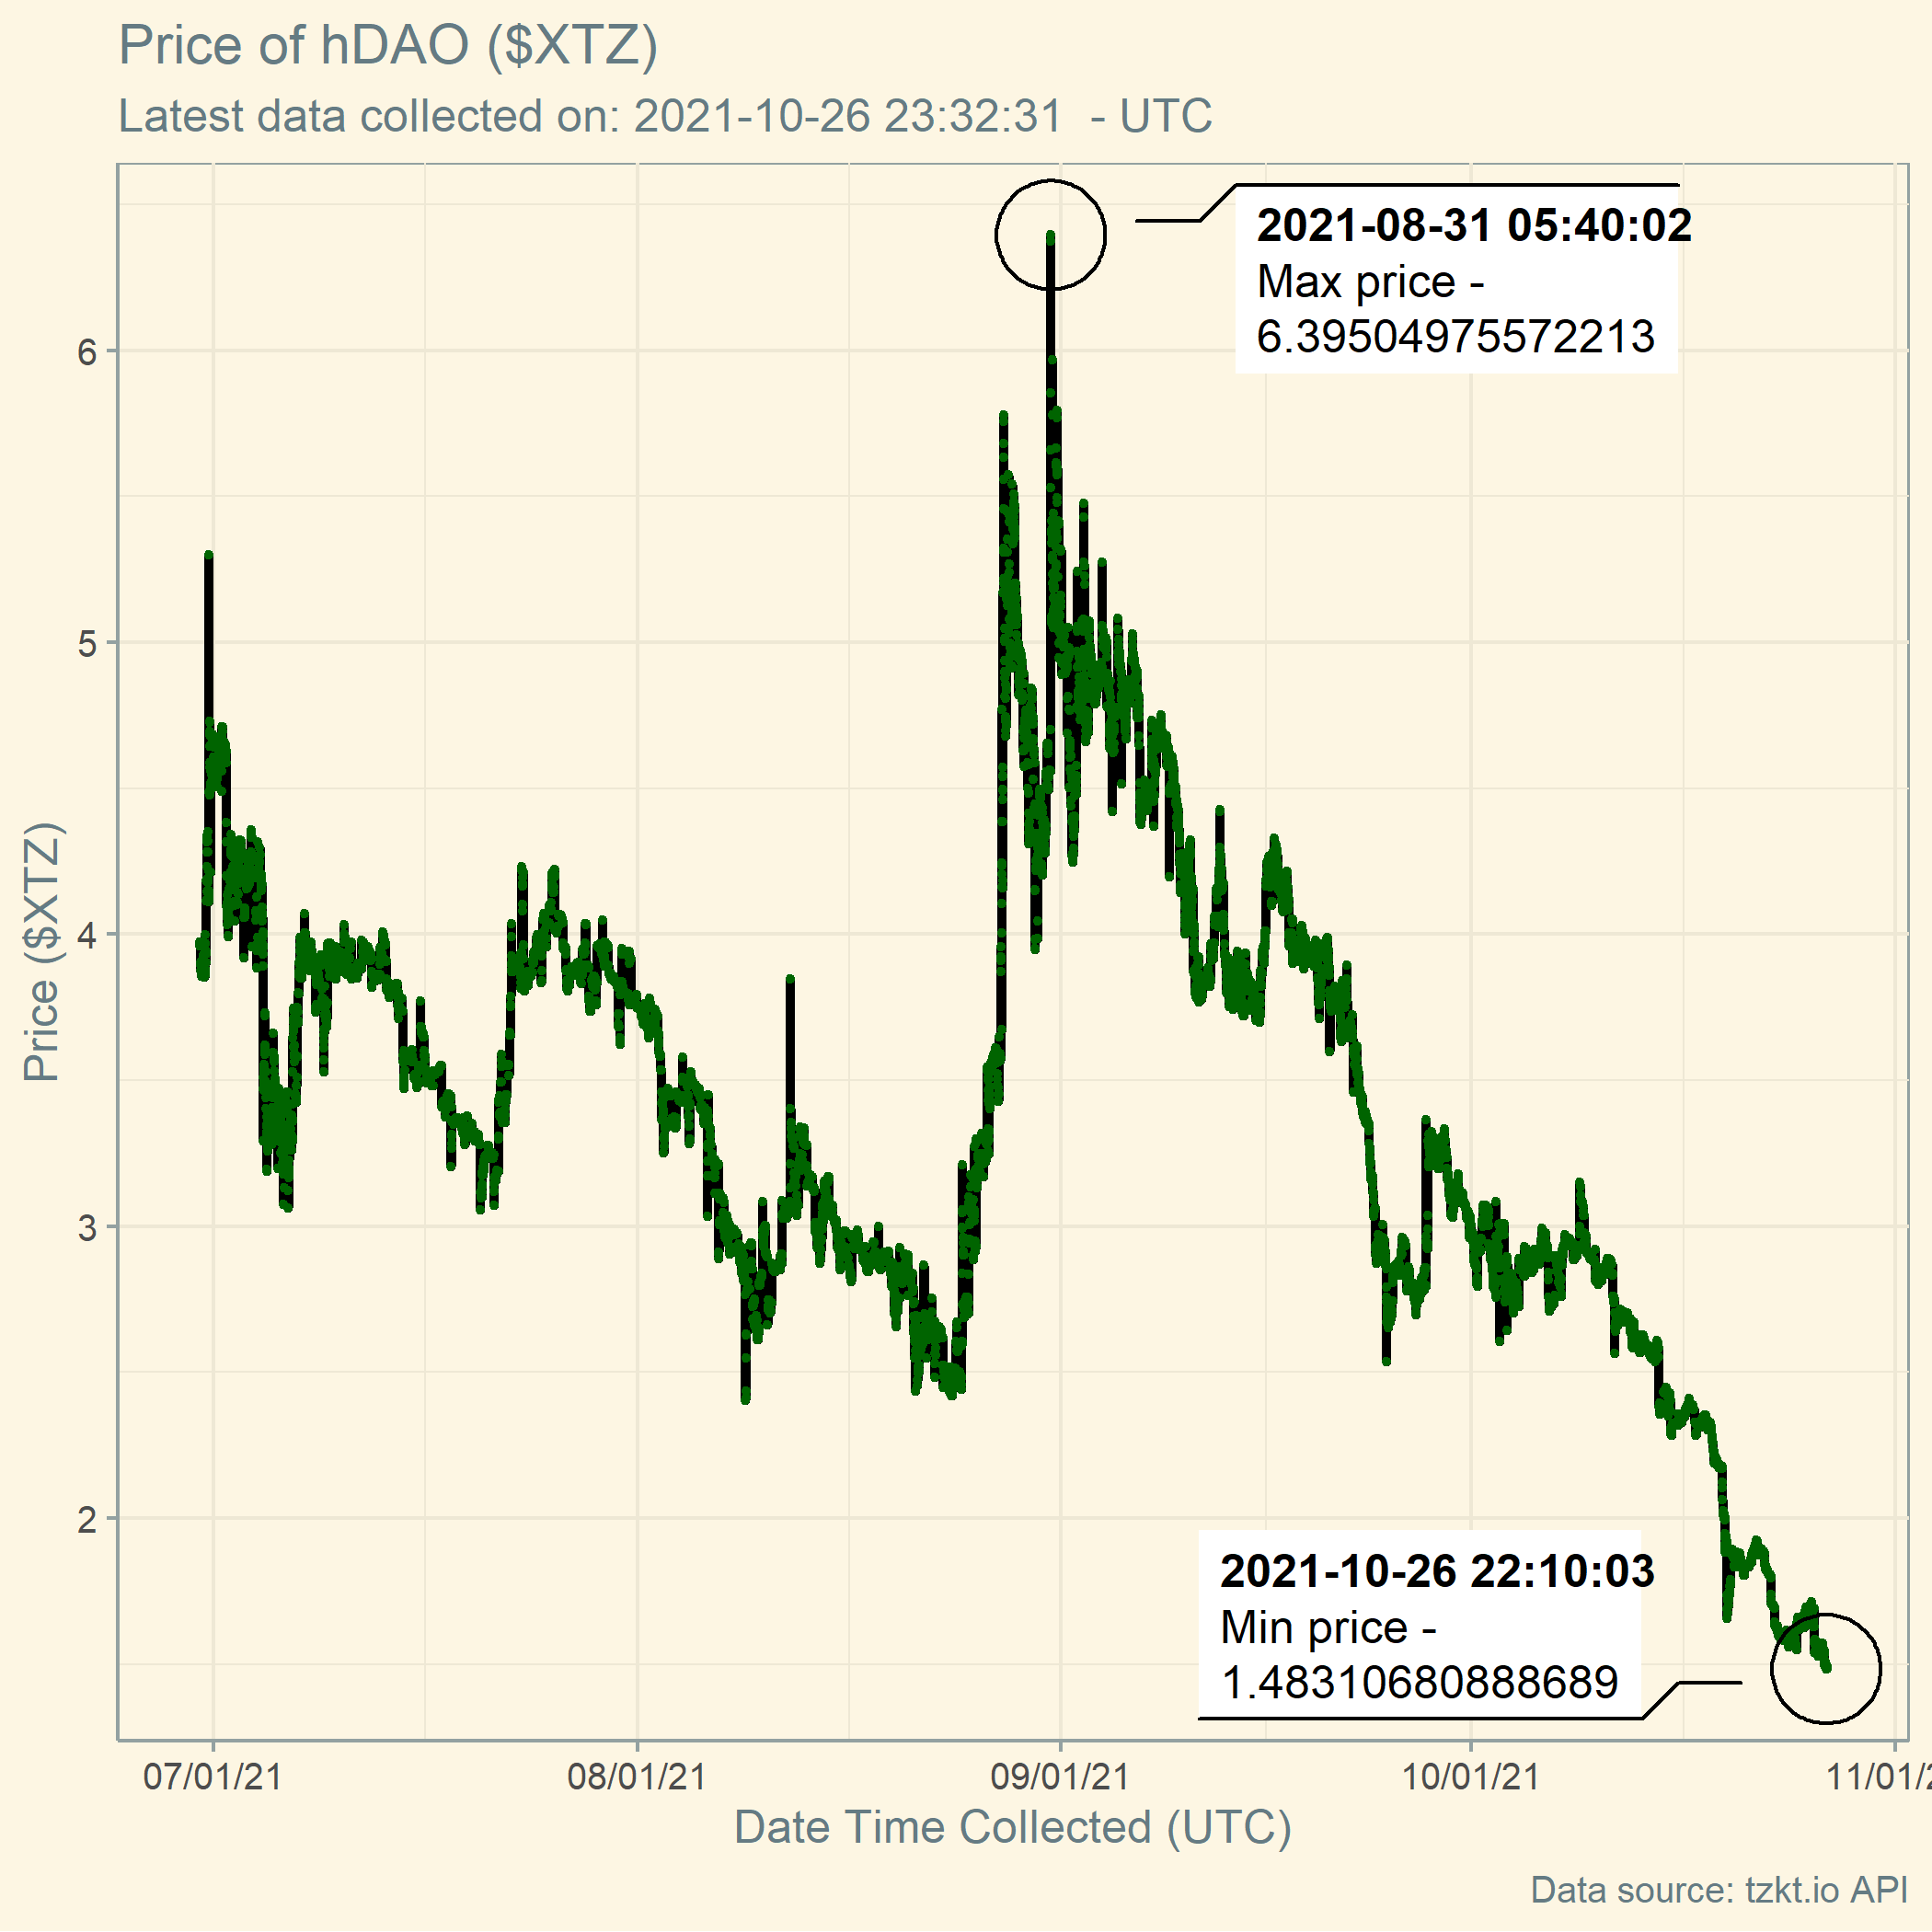 Price of hDAO ($XTZ)
Latest data collected on: 2021-10-26 23:32:31 - UTC
2021-08-31 05:40:02
Max price -
6.39504975572213
6
5
4
3
2
Price ($XTZ)
2021-10-26 22:10:03
Min price -
1.48310680888689
07/01/21 08/01/21 09/01/21 10/01/21 11/01/2
Date Time Collected (UTC)
Data source: tzkt.io API